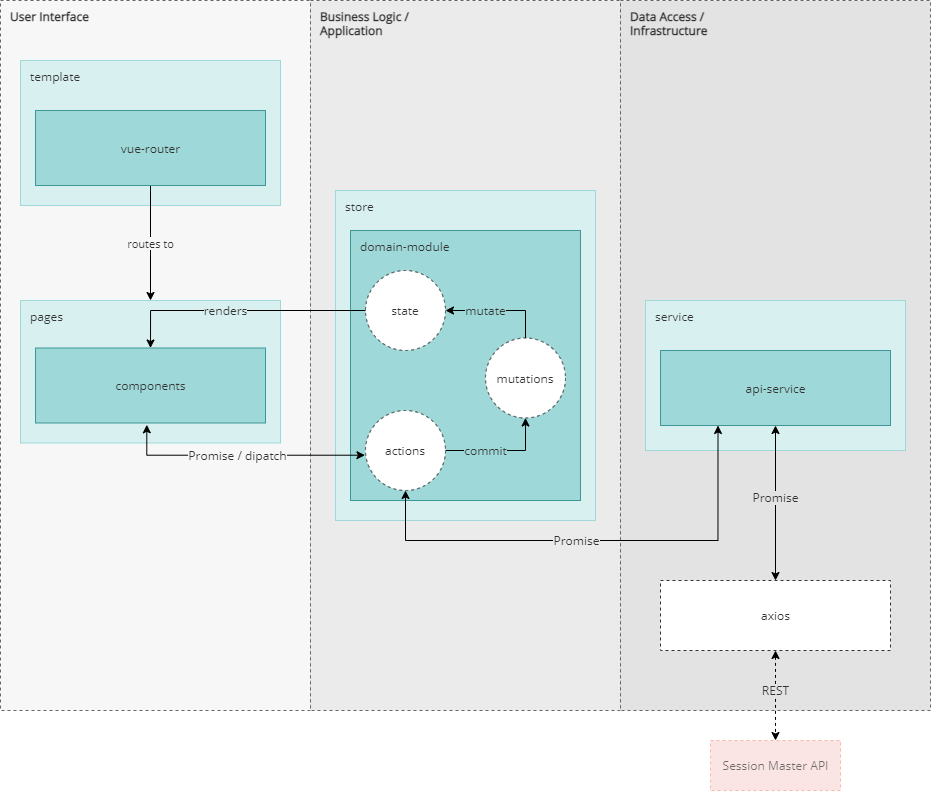 User Interface
Business Logic /
Application
Data Access /
Infrastructure
template
vue-router
routes to
store
domain-module
pages
renders
state
mutate
service
components
mutations
api-service
Promise / dipatch
actions
commit
Promise
Promise
axios
REST
Session Master API